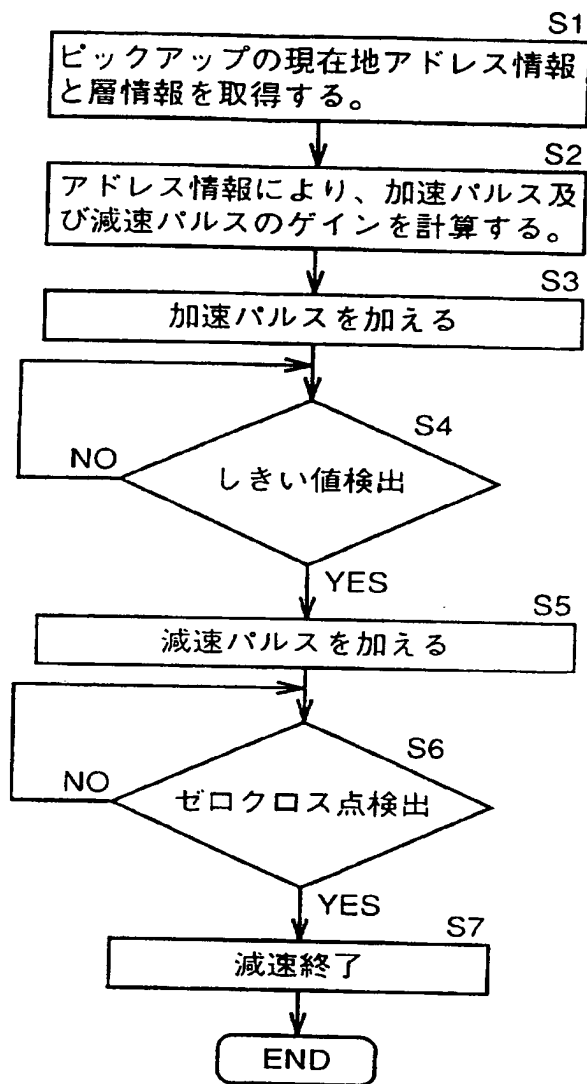 S1
ピックアップの現在地アドレス情報
と層情報を取得する。
S2
アドレス情報により、加速パルス及
び減速パルスのゲインを計算する。
S3
加速パルスを加える
S4
しきい値検出
NO
YES
S5
減速パルスを加える
S6
ゼロクロス点検出
NO
YES
S7
減速終了
END